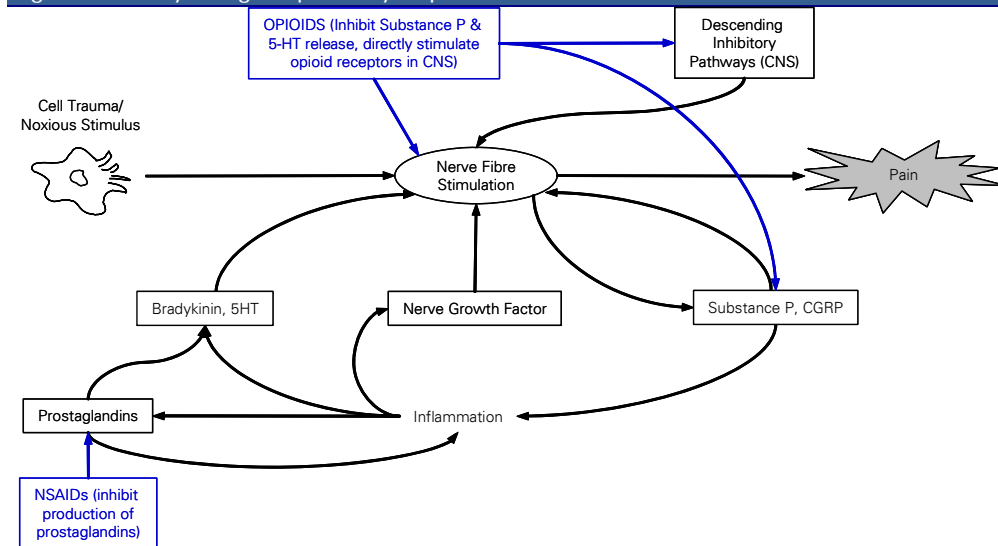 OPIOIDS (Inhibit Substance P &
5-HT release, directly stimulate
opioid receptors in CNS)
Descending
Inhibitory
Pathways (CNS)
Cell Trauma/
Noxious Stimulus
Nerve Fibre
Stimulation
Pain
Bradykinin, 5HT
Nerve Growth Factor
Substance P, CGRP
Prostaglandins
Inflammation
NSAIDs (inhibit
production of
prostaglandins)